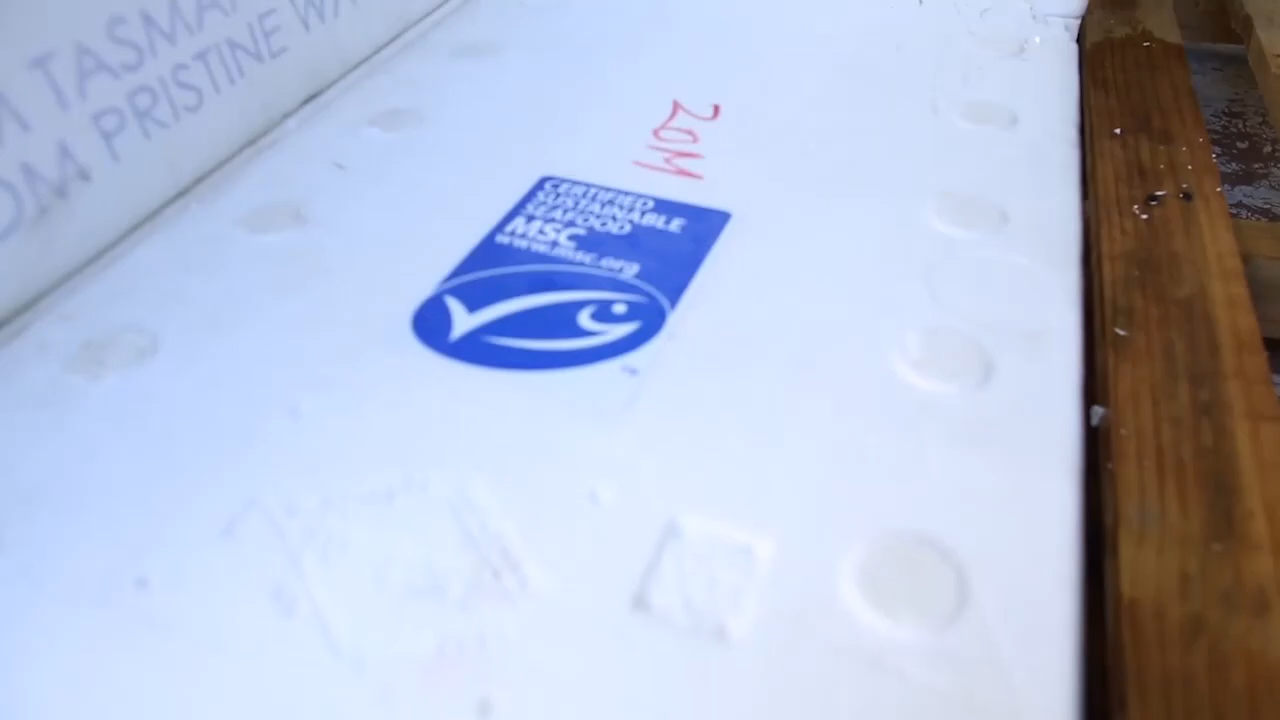 TASMA
OM PRISTINE WA
20M
CERTIFIED
SUSTAINABLE
SEAFOOD
MSC
www.msc.org